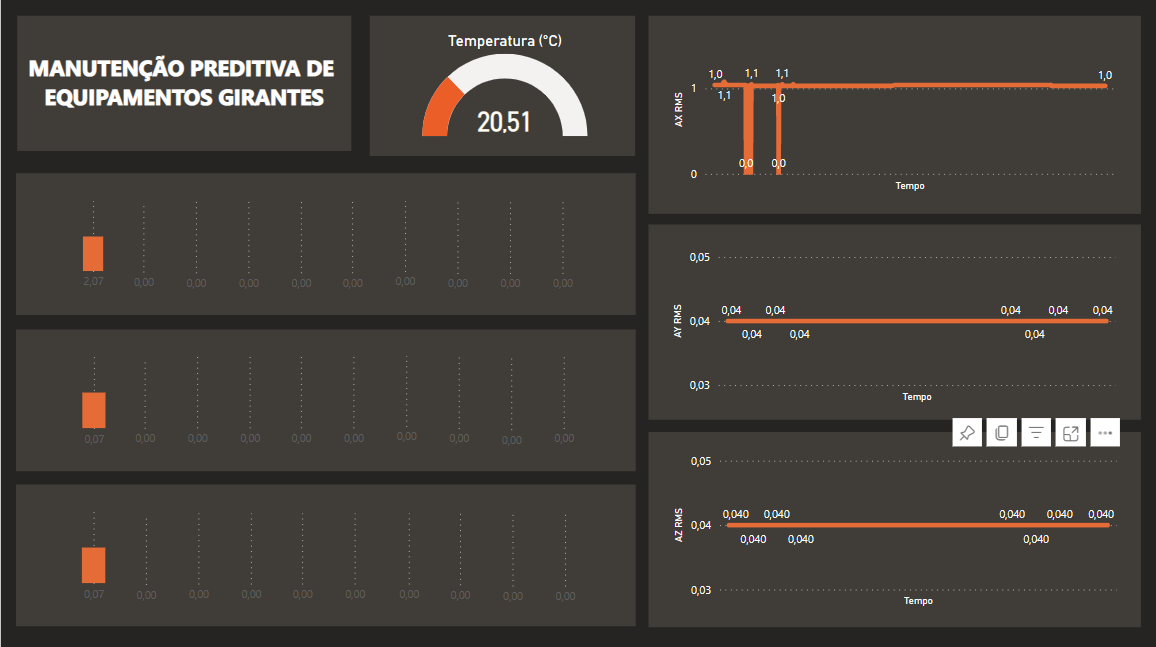 MANUTENÇÃO PREDITIVA DE
EQUIPAMENTOS GIRANTES
Temperatura (°C)
20,51
2,07 0,00 0,00 0,00 0,00 0,00 0,00 0,00 0,00 0,00
0,07 0,00 0,00 0,00 0,00 0,00 0,00 0,00 0,00 0,00
0,07 0,00 0,00 0,00 0,00 0,00 0,00 0,00 0,00 0,00
AX RMS
1,0 1,1 1,1 1,0
1
1,1 1,0
0,0 0,0
0
Tempo
AY RMS
0,05
0,04 0,04 0,04 0,04 0,04
0,04
0,04 0,04 0,04
0,03
Tempo
AZ RMS
0,05
0,040 0,040 0,040 0,040 0,040
0,04
0,040 0,040 0,040
0,03
Tempo